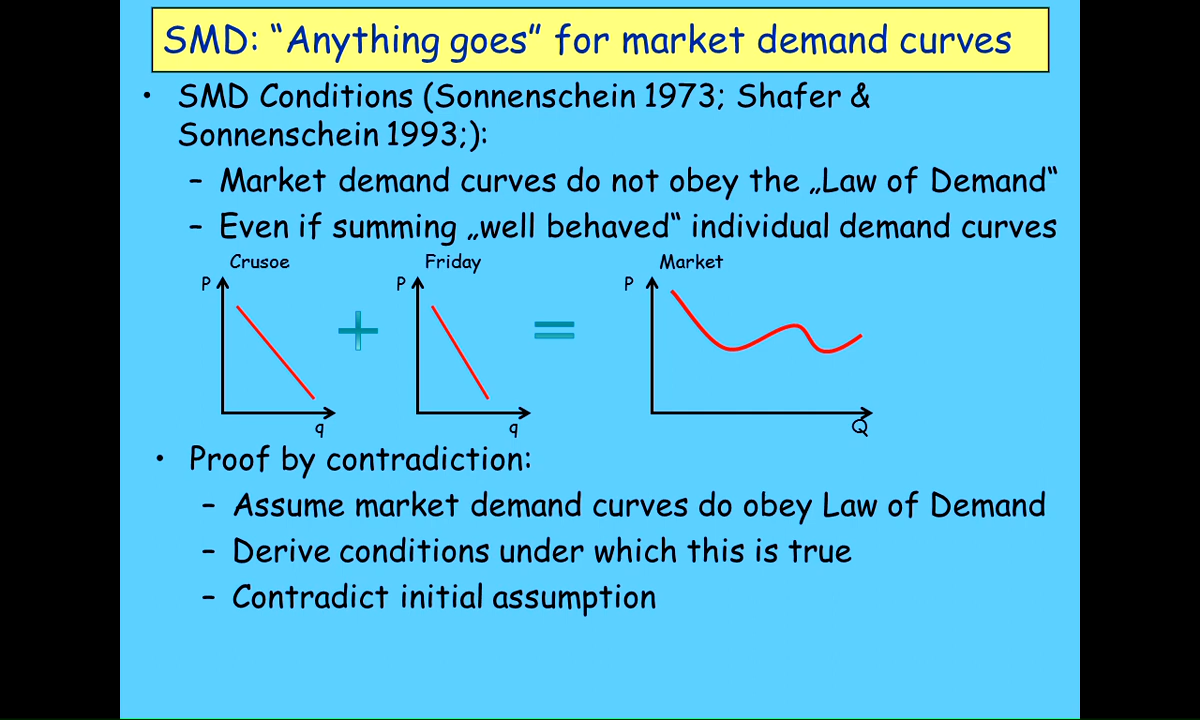 SMD: “Anything goes” for market demand curves
• SMD Conditions (Sonnenschein 1973; Shafer &
Sonnenschein 1993;):
– Market demand curves do not obey the „Law of Demand“
– Even if summing „well behaved“ individual demand curves
Crusoe Friday Market
P P P
+ =
q q Q
• Proof by contradiction:
– Assume market demand curves do obey Law of Demand
– Derive conditions under which this is true
– Contradict initial assumption